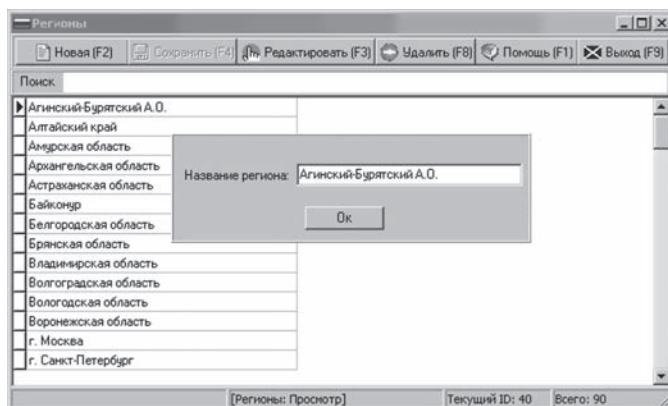 Регионы
Новая (F2) Сохранить (F4) Редактировать (F3) Удалить (F8) Помощь (F1) Выход (F9)
Поиск
Агинский-Бурятский А.О.
Алтайский край
Амурская область
Архангельская область
Астраханская область
Байконур
Белгородская область
Брянская область
Владимирская область
Волгоградская область
Вологодская область
Воронежская область
г. Москва
г. Санкт-Петербург
Название региона: Агинский-Бурятский А.О.
Ок
[Регионы: Просмотр] Текущий ID: 40 Всего: 90